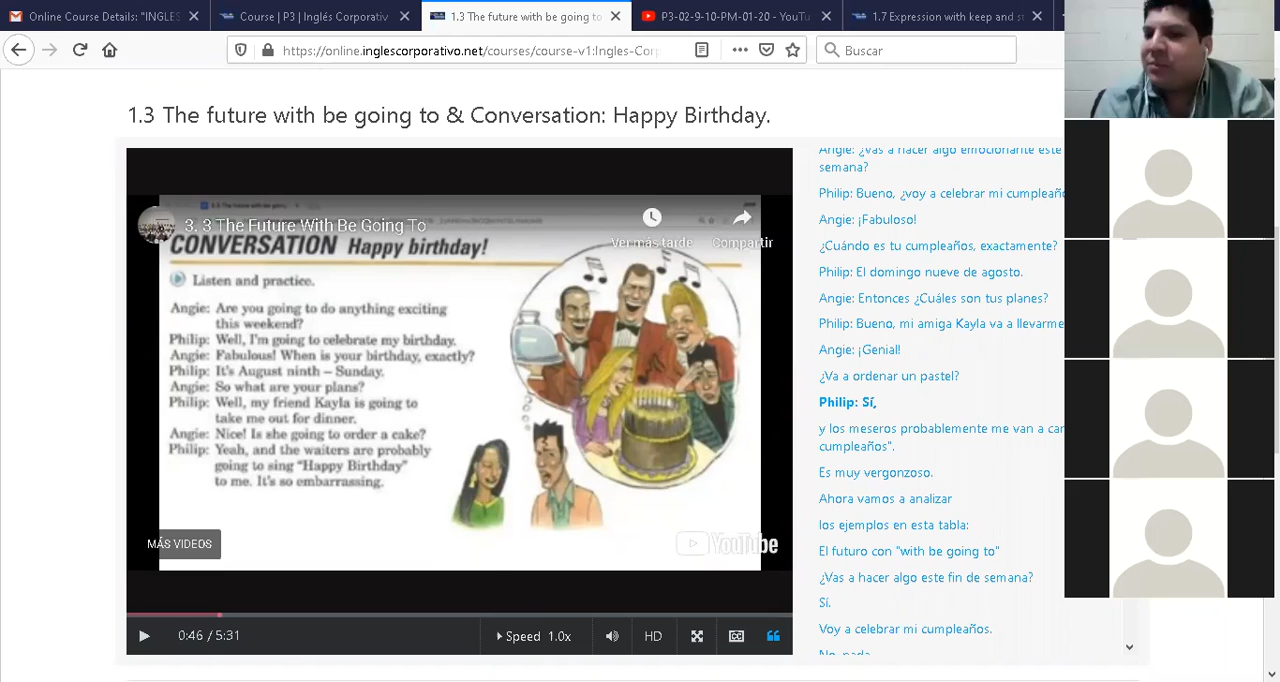 Online Course Details: "INGLES
Course | P3 | Inglés Corporativ
1.3 The future with be going to
P3-02-9-10-PM-01-20 - YouTu
1.7 Expression with keep and st
https://online.inglescorporativo.net/courses/course-v1:Ingles-Cor
Buscar
1.3 The future with be going to & Conversation: Happy Birthday.
3. 3 The Future With Be Going To
Ver más tarde
Compartir
CONVERSATION Happy birthday!
Listen and practice.
Angie: Are you going to do anything exciting
this weekend?
Philip: Well, I'm going to celebrate my birthday.
Angie: Fabulous! When is your birthday, exactly?
Philip: It's August ninth – Sunday.
Angie: So what are your plans?
Philip: Well, my friend Kayla is going to
take me out for dinner.
Angie: Nice! Is she going to order a cake?
Philip: Yeah, and the waiters are probably
going to sing "Happy Birthday"
to me. It's so embarrassing.
MÁS VIDEOS
YouTube
0:46 / 5:31
Speed 1.0x
HD
Angie: ¿Vas a hacer algo emocionante este
semana?
Philip: Bueno, ¿voy a celebrar mi cumpleaño
Angie: ¡Fabuloso!
¿Cuándo es tu cumpleaños, exactamente?
Philip: El domingo nueve de agosto.
Angie: Entonces ¿Cuáles son tus planes?
Philip: Bueno, mi amiga Kayla va a llevarme
Angie: ¡Genial!
¿Va a ordenar un pastel?
Philip: Sí,
y los meseros probablemente me van a car
cumpleaños".
Es muy vergonzoso.
Ahora vamos a analizar
los ejemplos en esta tabla:
El futuro con "with be going to"
¿Vas a hacer algo este fin de semana?
Sí.
Voy a celebrar mi cumpleaños.
No, nada